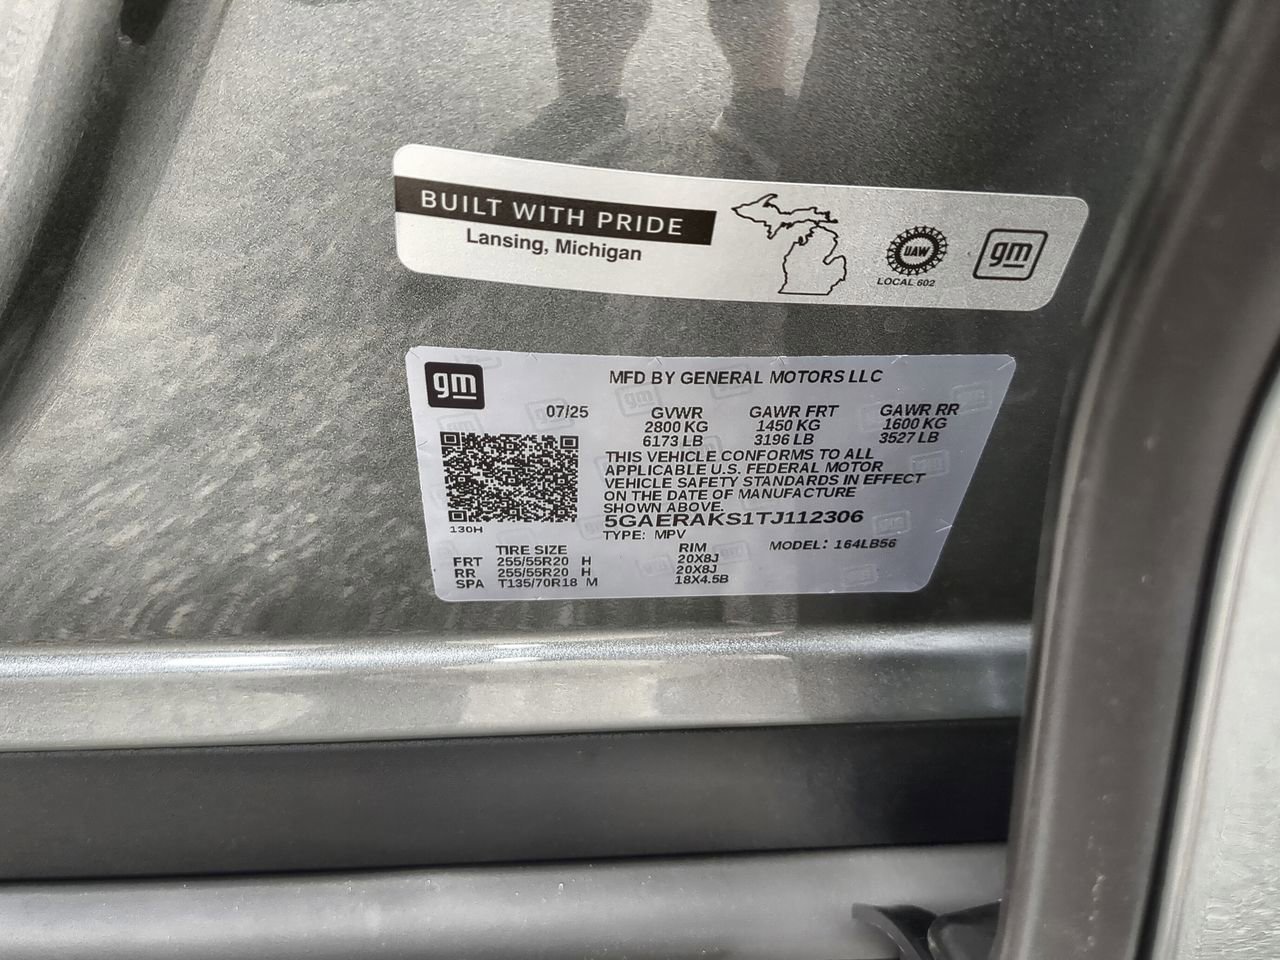 BUILT WITH PRIDE
Lansing, Michigan
UAW
LOCAL 602
gm
gm
MFD BY GENERAL MOTORS LLC
07/25 GVWR GAWR FRT GAWR RR
2800 KG 1450 KG 1600 KG
6173 LB 3196 LB 3527 LB
THIS VEHICLE CONFORMS TO ALL
APPLICABLE U.S. FEDERAL MOTOR
VEHICLE SAFETY STANDARDS IN EFFECT
ON THE DATE OF MANUFACTURE
SHOWN ABOVE.
5GAERAKS1TJ112306
130H
TYPE: MPV MODEL: 164LB56
TIRE SIZE RIM
FRT 255/55R20 H 20X8J
RR 255/55R20 H 20X8J
SPA T135/70R18 M 18X4.5B